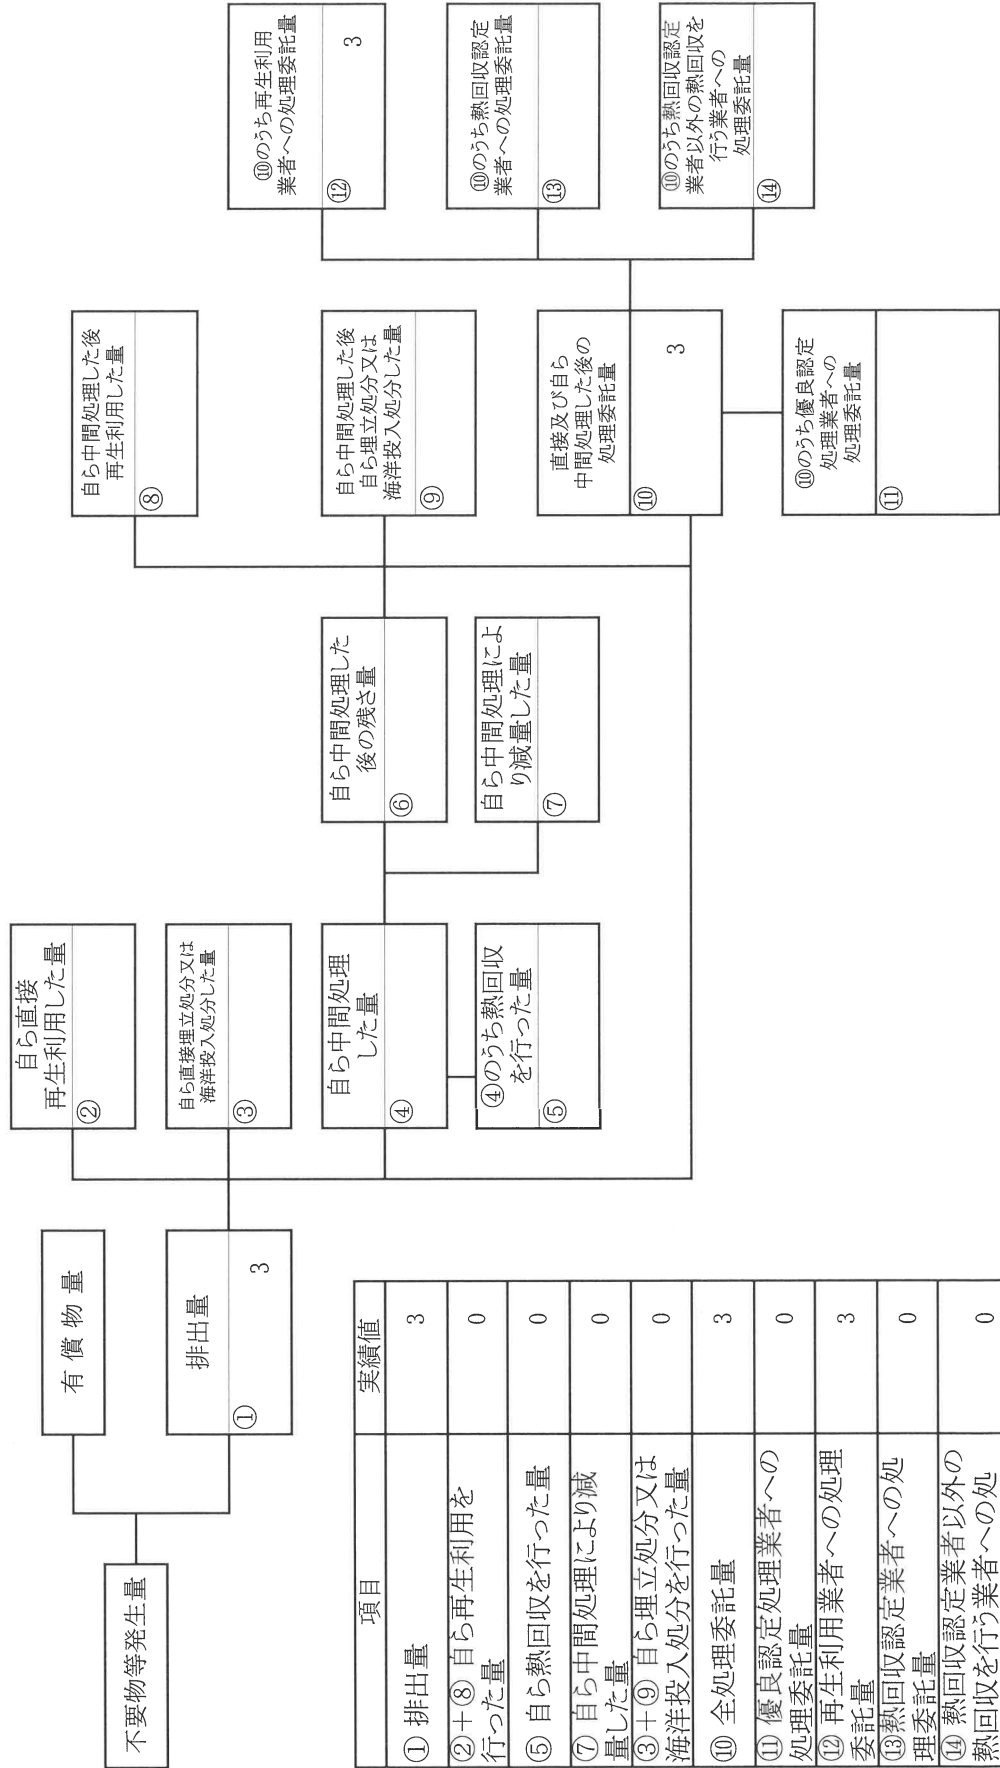 不要物等発生量
有償物量
排出量
①
3
自ら直接
再生利用した量
②
自ら直接埋立処分又は
海洋投入処分した量
③
自ら中間処理
した量
④
④のうち熱回収
を行った量
⑤
自ら中間処理した
後の残さ量
⑥
自ら中間処理によ
り減量した量
⑦
自ら中間処理した後
再生利用した量
⑧
自ら中間処理した後
自ら埋立処分又は
海洋投入処分した量
⑨
直接及び自ら
中間処理した後の
処理委託量
⑩
3
⑩のうち優良認定
処理業者への
処理委託量
⑪
⑩のうち再生利用
業者への処理委託量
⑫
3
⑩のうち熱回収認定
業者への処理委託量
⑬
⑩のうち熱回収認定
業者以外の熱回収を
行う業者への
処理委託量
⑭
項目 実績値
① 排出量 3
②+⑧ 自ら再生利用を
行った量 0
⑤ 自ら熱回収を行った量 0
⑦ 自ら中間処理により減
量した量 0
③+⑨ 自ら埋立処分又は
海洋投入処分を行った量 0
⑩ 全処理委託量 3
⑪ 優良認定処理業者への
処理委託量 0
⑫ 再生利用業者への処理
委託量 3
⑬熱回収認定業者への処
理委託量 0
⑭ 熱回収認定業者以外の
熱回収を行う業者への処 0